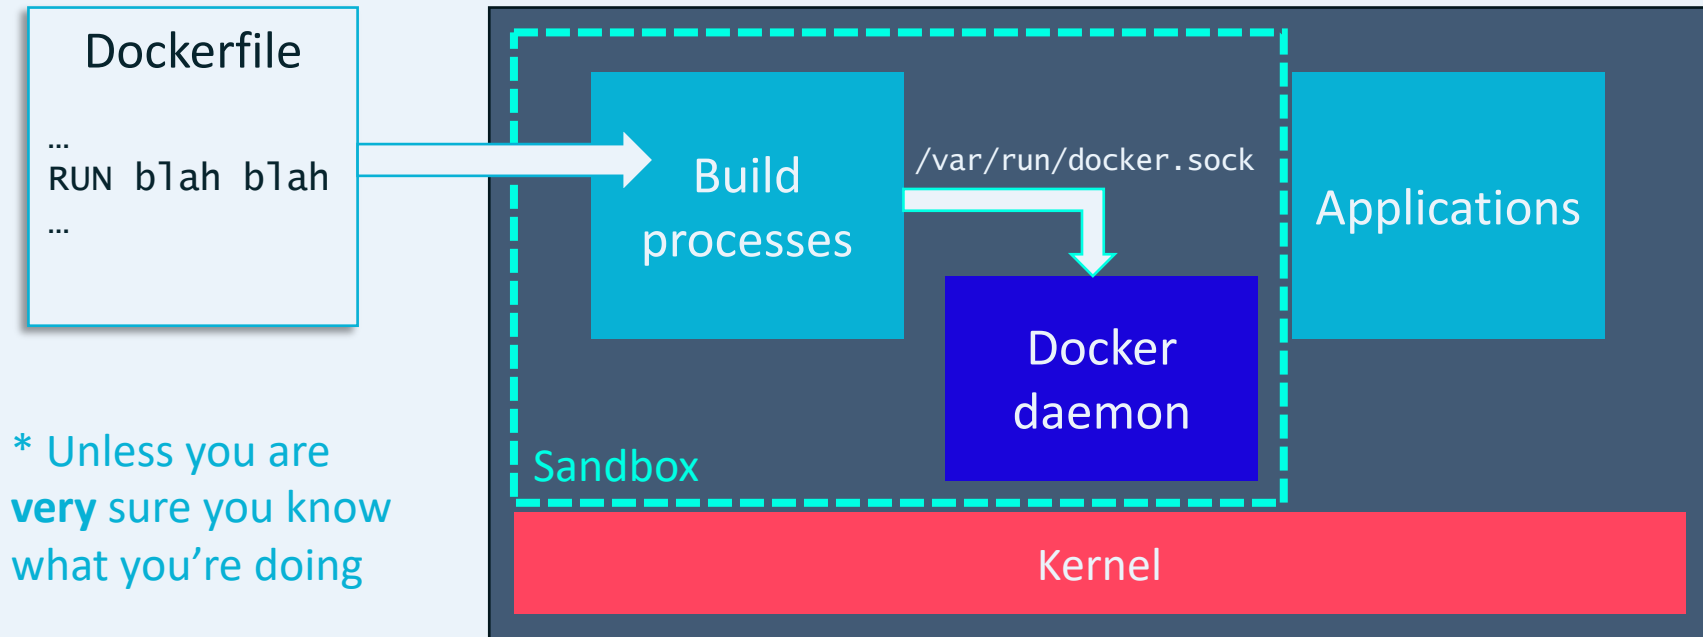 Dockerfile
…
RUN blah blah
…
* Unless you are
very sure you know
what you’re doing
Build
processes
/var/run/docker.sock
Docker
daemon
Sandbox
Applications
Kernel